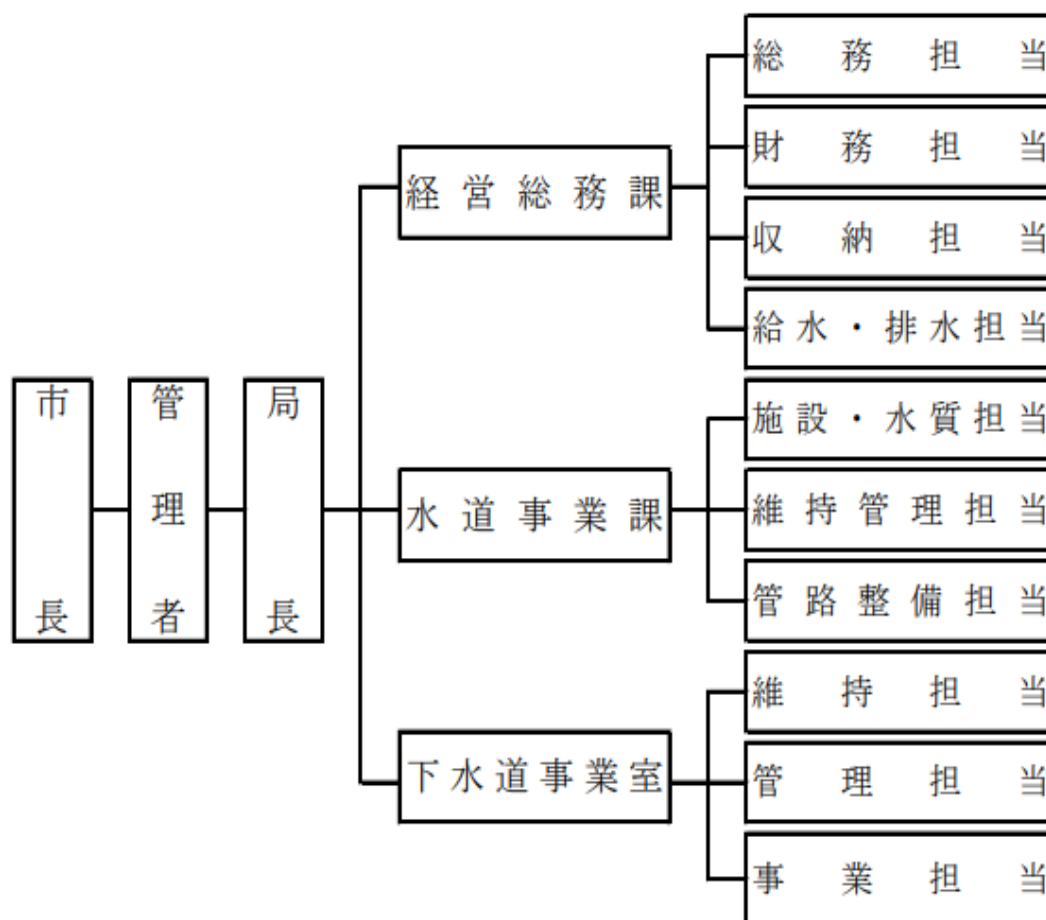 市長
管理者
局長
経営総務課
総務担当
財務担当
収納担当
給水・排水担当
水道事業課
施設・水質担当
維持管理担当
管路整備担当
下水道事業室
維持担当
管理担当
事業担当